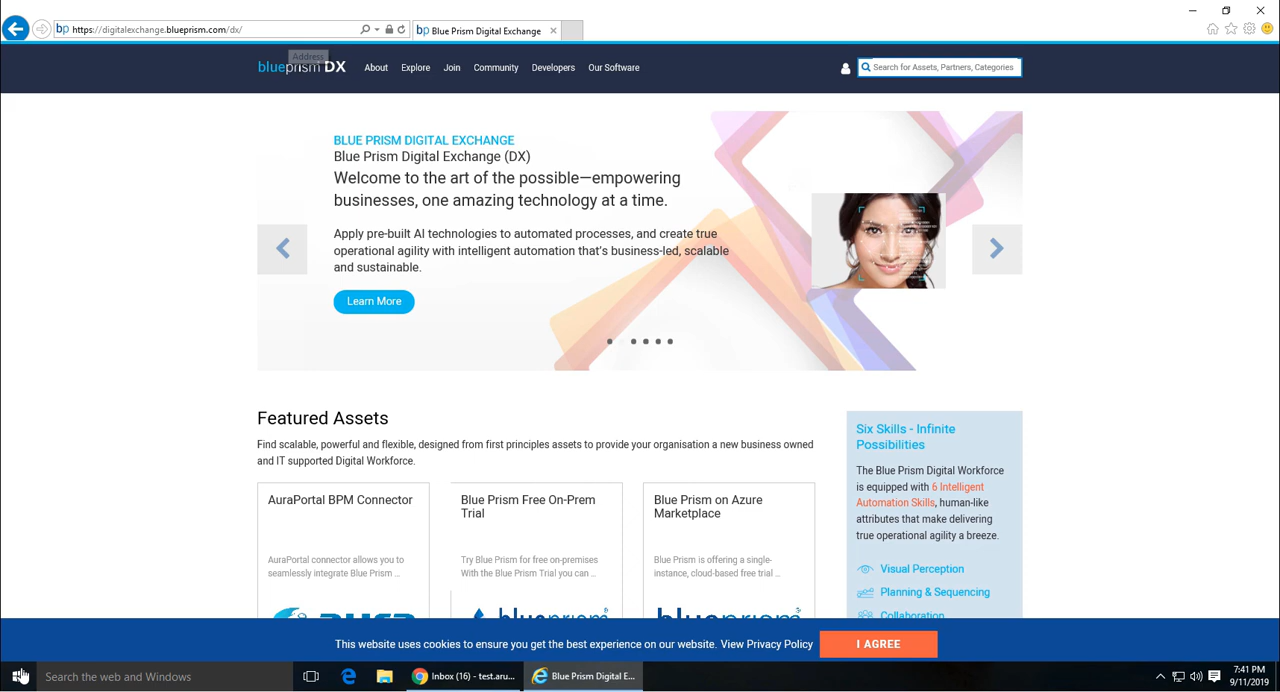 bp https://digitalexchange.blueprism.com/dx/
bp Blue Prism Digital Exchange
Address
blueprism DX
About
Explore
Join
Community
Developers
Our Software
Search for Assets, Partners, Categories
BLUE PRISM DIGITAL EXCHANGE
Blue Prism Digital Exchange (DX)
Welcome to the art of the possible—empowering
businesses, one amazing technology at a time.
Apply pre-built AI technologies to automated processes, and create true
operational agility with intelligent automation that's business-led, scalable
and sustainable.
Learn More
Featured Assets
Find scalable, powerful and flexible, designed from first principles assets to provide your organisation a new business owned
and IT supported Digital Workforce.
AuraPortal BPM Connector
AuraPortal connector allows you to
seamlessly integrate Blue Prism ...
Blue Prism Free On-Prem
Trial
Try Blue Prism for free on-premises
With the Blue Prism Trial you can ...
blueprism
Blue Prism on Azure
Marketplace
Blue Prism is offering a single-
instance, cloud-based free trial ...
blueprism
Six Skills - Infinite
Possibilities
The Blue Prism Digital Workforce
is equipped with 6 Intelligent
Automation Skills, human-like
attributes that make delivering
true operational agility a breeze.
Visual Perception
Planning & Sequencing
Collaboration
This website uses cookies to ensure you get the best experience on our website. View Privacy Policy
I AGREE
Search the web and Windows
Inbox (16) - test.aru...
Blue Prism Digital E...
7:41 PM
9/11/2019